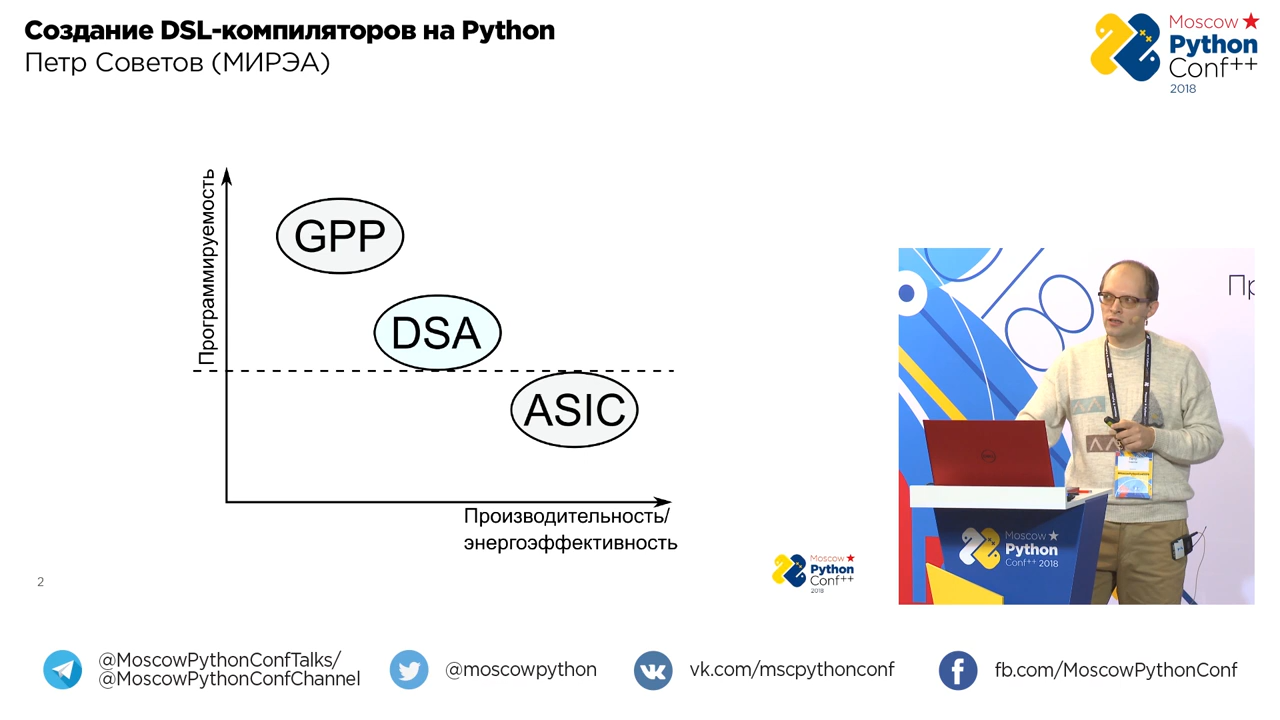 Создание DSL-компиляторов на Python
Петр Советов (МИРЭА)
Moscow
Python
Conf++
2018
Программируемость
GPP
DSA
ASIC
Производительность/
энергоэффективность
2
Moscow
Python
Conf++
2018
Пр
Moscow
Python
Conf++ 2018
@MoscowPythonConfTalks/
@MoscowPythonConfChannel
@moscowpython
vk.com/mscpythonconf
fb.com/MoscowPythonConf